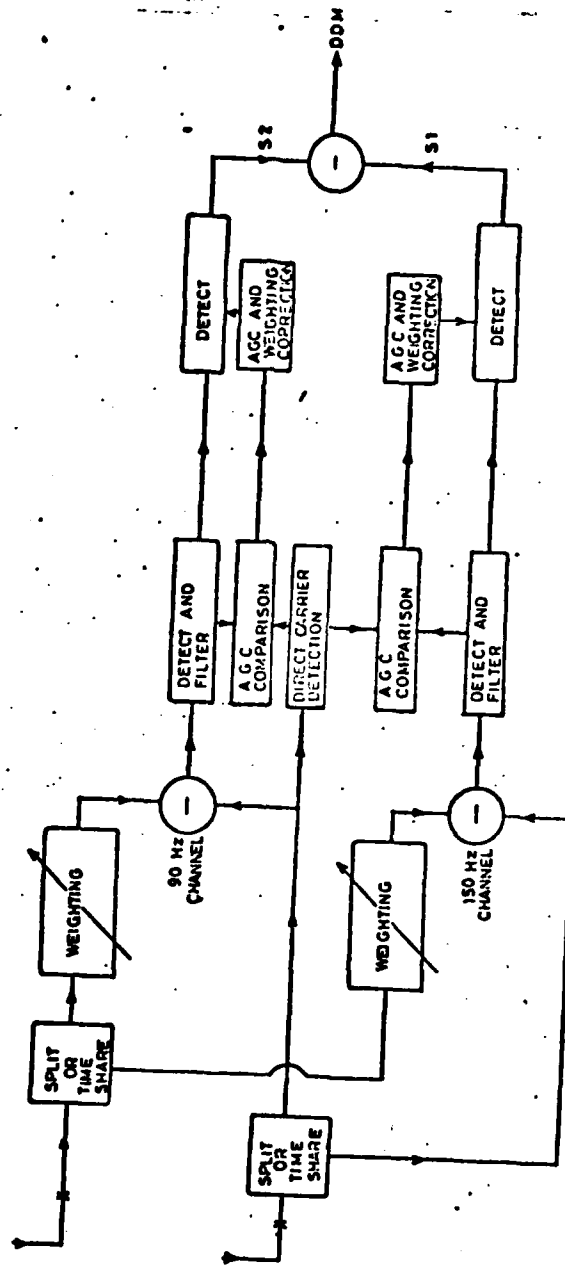 SPLIT
OR
TIME
SHARE
WEIGHTING
90 Hz
CHANNEL
DETECT AND
FILTER
AGC
COMPARISON
DIRECT CARRIER
DETECTION
DETECT
AGC AND
WEIGHTING
CORRECTION
S2
DDM
S1
SPLIT
OR
TIME
SHARE
WEIGHTING
150 Hz
CHANNEL
AGC
COMPARISON
DETECT AND
FILTER
AGC AND
WEIGHTING
CORRECTION
DETECT